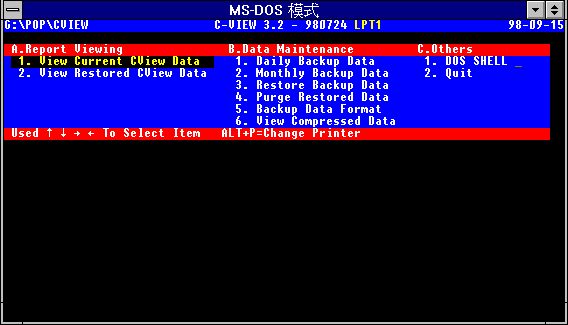 MS-DOS 模式
G:\POP\CVIEW C-VIEW 3.2 - 980724 LPT1 98-09-15
A.Report Viewing B.Data Maintenance C.Others
1. View Current CView Data 1. Daily Backup Data 1. DOS SHELL _
2. View Restored CView Data 2. Monthly Backup Data 2. Quit
3. Restore Backup Data
4. Purge Restored Data
5. Backup Data Format
6. View Compressed Data
Used ↑ ↓ → ← To Select Item ALT+P=Change Printer